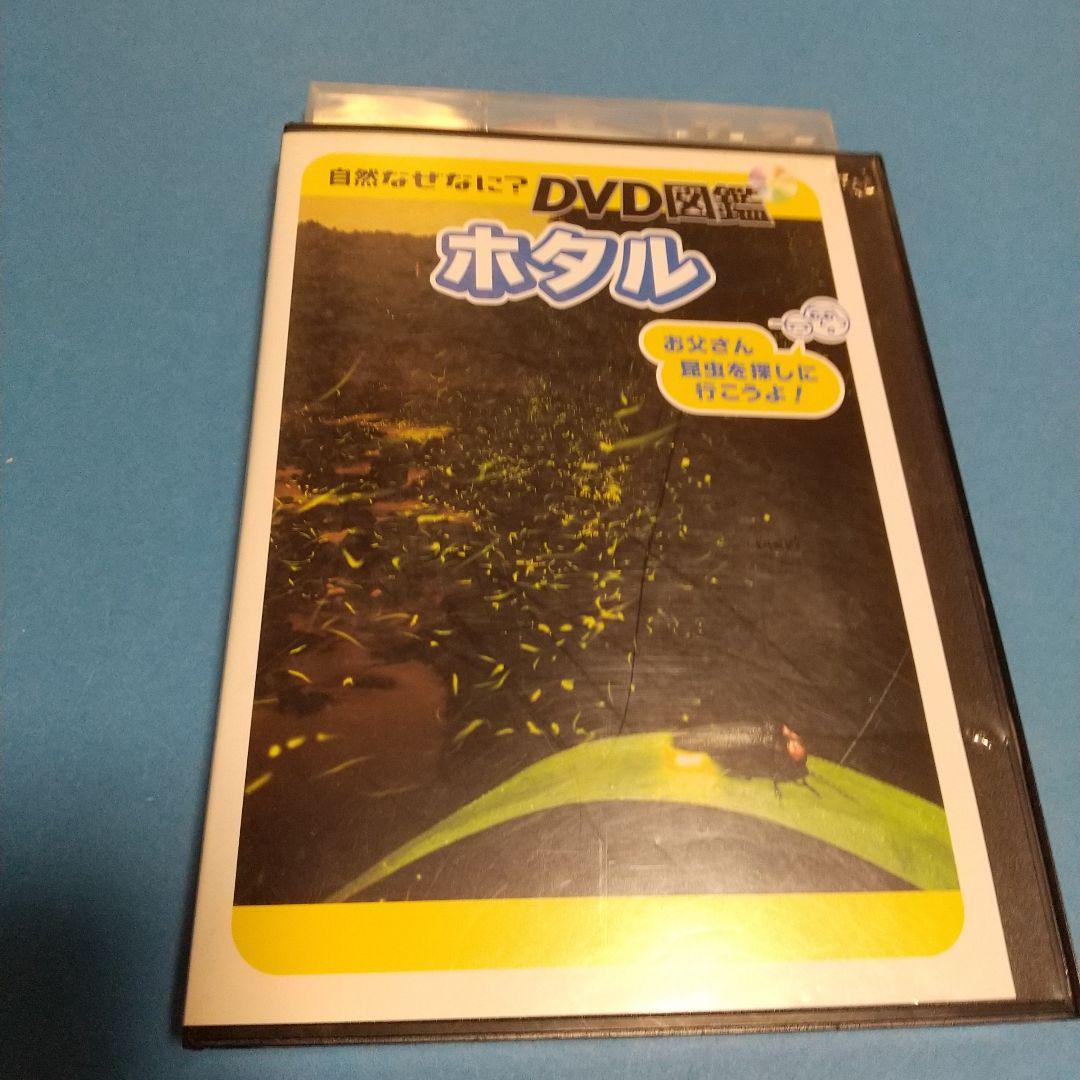 自然なぜなに?
DVD図鑑
ホタル
お父さん
昆虫を探しに
行こうよ!